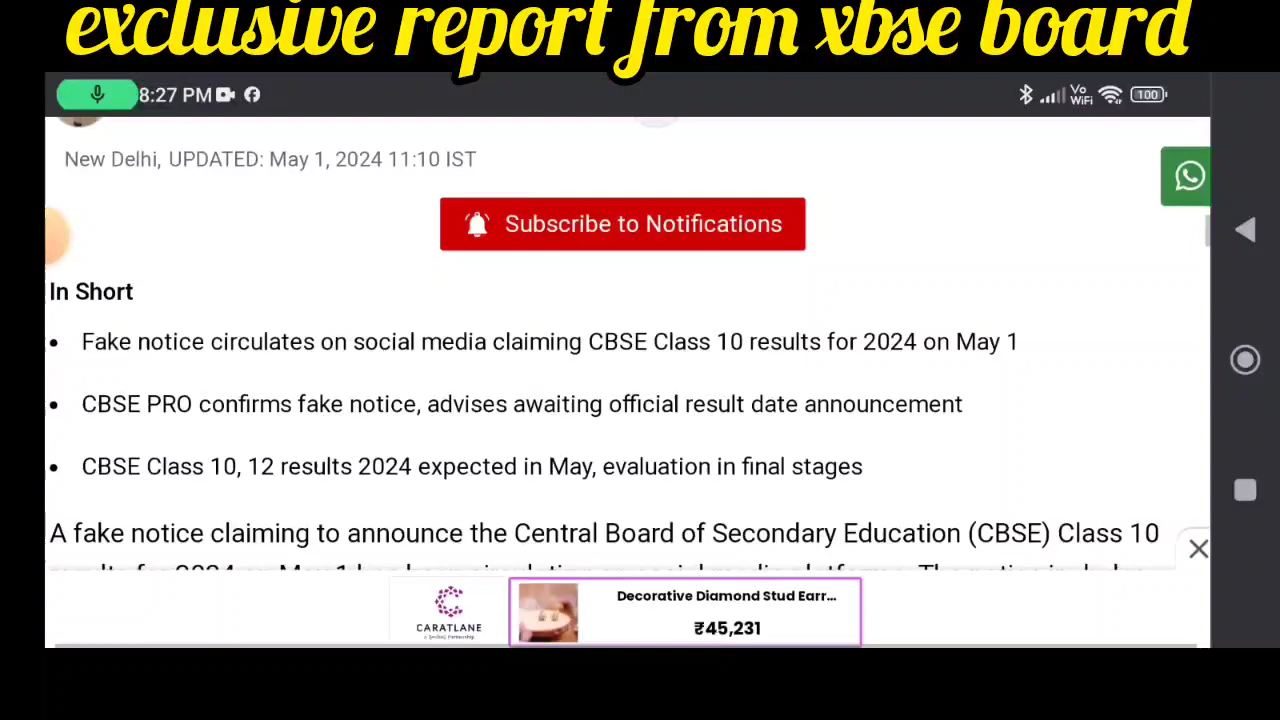 exclusive report from xbse board
8:27 PM
Vo
WiFi
100
New Delhi, UPDATED: May 1, 2024 11:10 IST
Subscribe to Notifications
In Short
• Fake notice circulates on social media claiming CBSE Class 10 results for 2024 on May 1
• CBSE PRO confirms fake notice, advises awaiting official result date announcement
• CBSE Class 10, 12 results 2024 expected in May, evaluation in final stages
A fake notice claiming to announce the Central Board of Secondary Education (CBSE) Class 10
Decorative Diamond Stud Earr...
CARATLANE
₹45,231